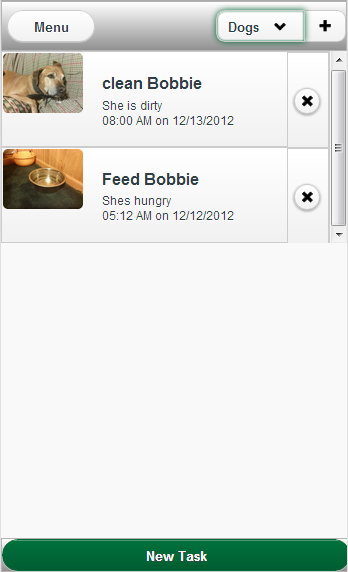 Menu
Dogs
clean Bobbie
She is dirty
08:00 AM on 12/13/2012
Feed Bobbie
Shes hungry
05:12 AM on 12/12/2012
New Task